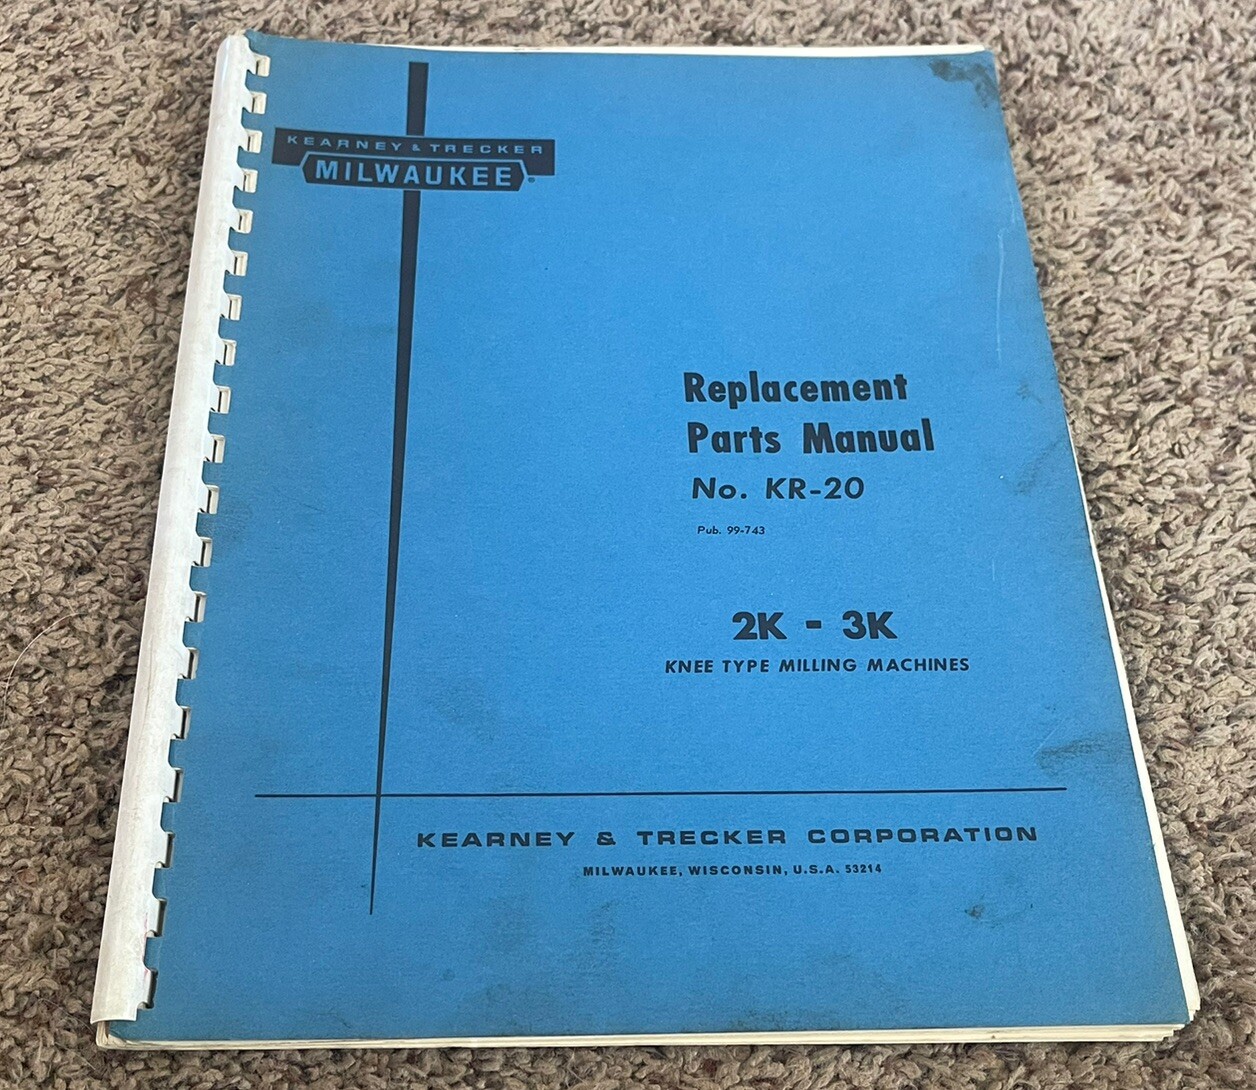 KEARNEY & TRECKER
MILWAUKEE
Replacement
Parts Manual
No. KR-20
Pub. 99-743
2K - 3K
KNEE TYPE MILLING MACHINES
KEARNEY & TRECKER CORPORATION
MILWAUKEE, WISCONSIN, U.S.A. 53214